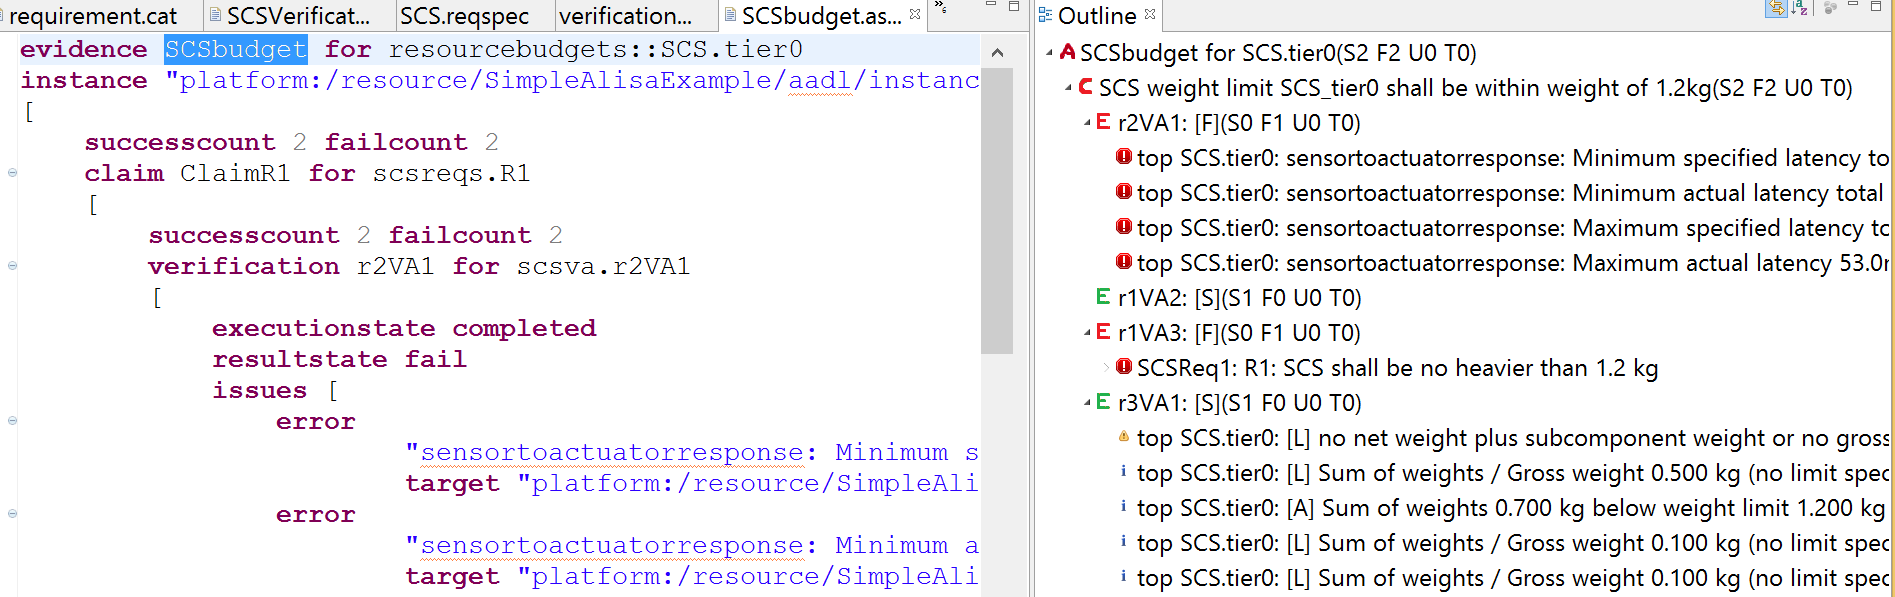 requirement.cat
SCSVerificat...
SCS.reqspec
verification...
SCSbudget.as...
evidence SCSbudget for resourcebudgets::SCS.tier0
instance "platform:/resource/SimpleAlisaExample/aadl/instanc
[
successcount 2 failcount 2
claim ClaimR1 for scsreqs.R1
[
successcount 2 failcount 2
verification r2VA1 for scsva.r2VA1
[
executionstate completed
resultstate fail
issues [
error
"sensortoactuatorresponse: Minimum s
target "platform:/resource/SimpleAli
error
"sensortoactuatorresponse: Minimum a
target "platform:/resource/SimpleAli
Outline
SCSbudget for SCS.tier0(S2 F2 U0 T0)
SCS weight limit SCS_tier0 shall be within weight of 1.2kg(S2 F2 U0 T0)
r2VA1: [F](S0 F1 U0 T0)
top SCS.tier0: sensortoactuatorresponse: Minimum specified latency to
top SCS.tier0: sensortoactuatorresponse: Minimum actual latency total
top SCS.tier0: sensortoactuatorresponse: Maximum specified latency to
top SCS.tier0: sensortoactuatorresponse: Maximum actual latency 53.0
r1VA2: [S](S1 F0 U0 T0)
r1VA3: [F](S0 F1 U0 T0)
SCSReq1: R1: SCS shall be no heavier than 1.2 kg
r3VA1: [S](S1 F0 U0 T0)
top SCS.tier0: [L] no net weight plus subcomponent weight or no gross
top SCS.tier0: [L] Sum of weights / Gross weight 0.500 kg (no limit spec
top SCS.tier0: [A] Sum of weights 0.700 kg below weight limit 1.200 kg
top SCS.tier0: [L] Sum of weights / Gross weight 0.100 kg (no limit spec
top SCS.tier0: [L] Sum of weights / Gross weight 0.100 kg (no limit spec